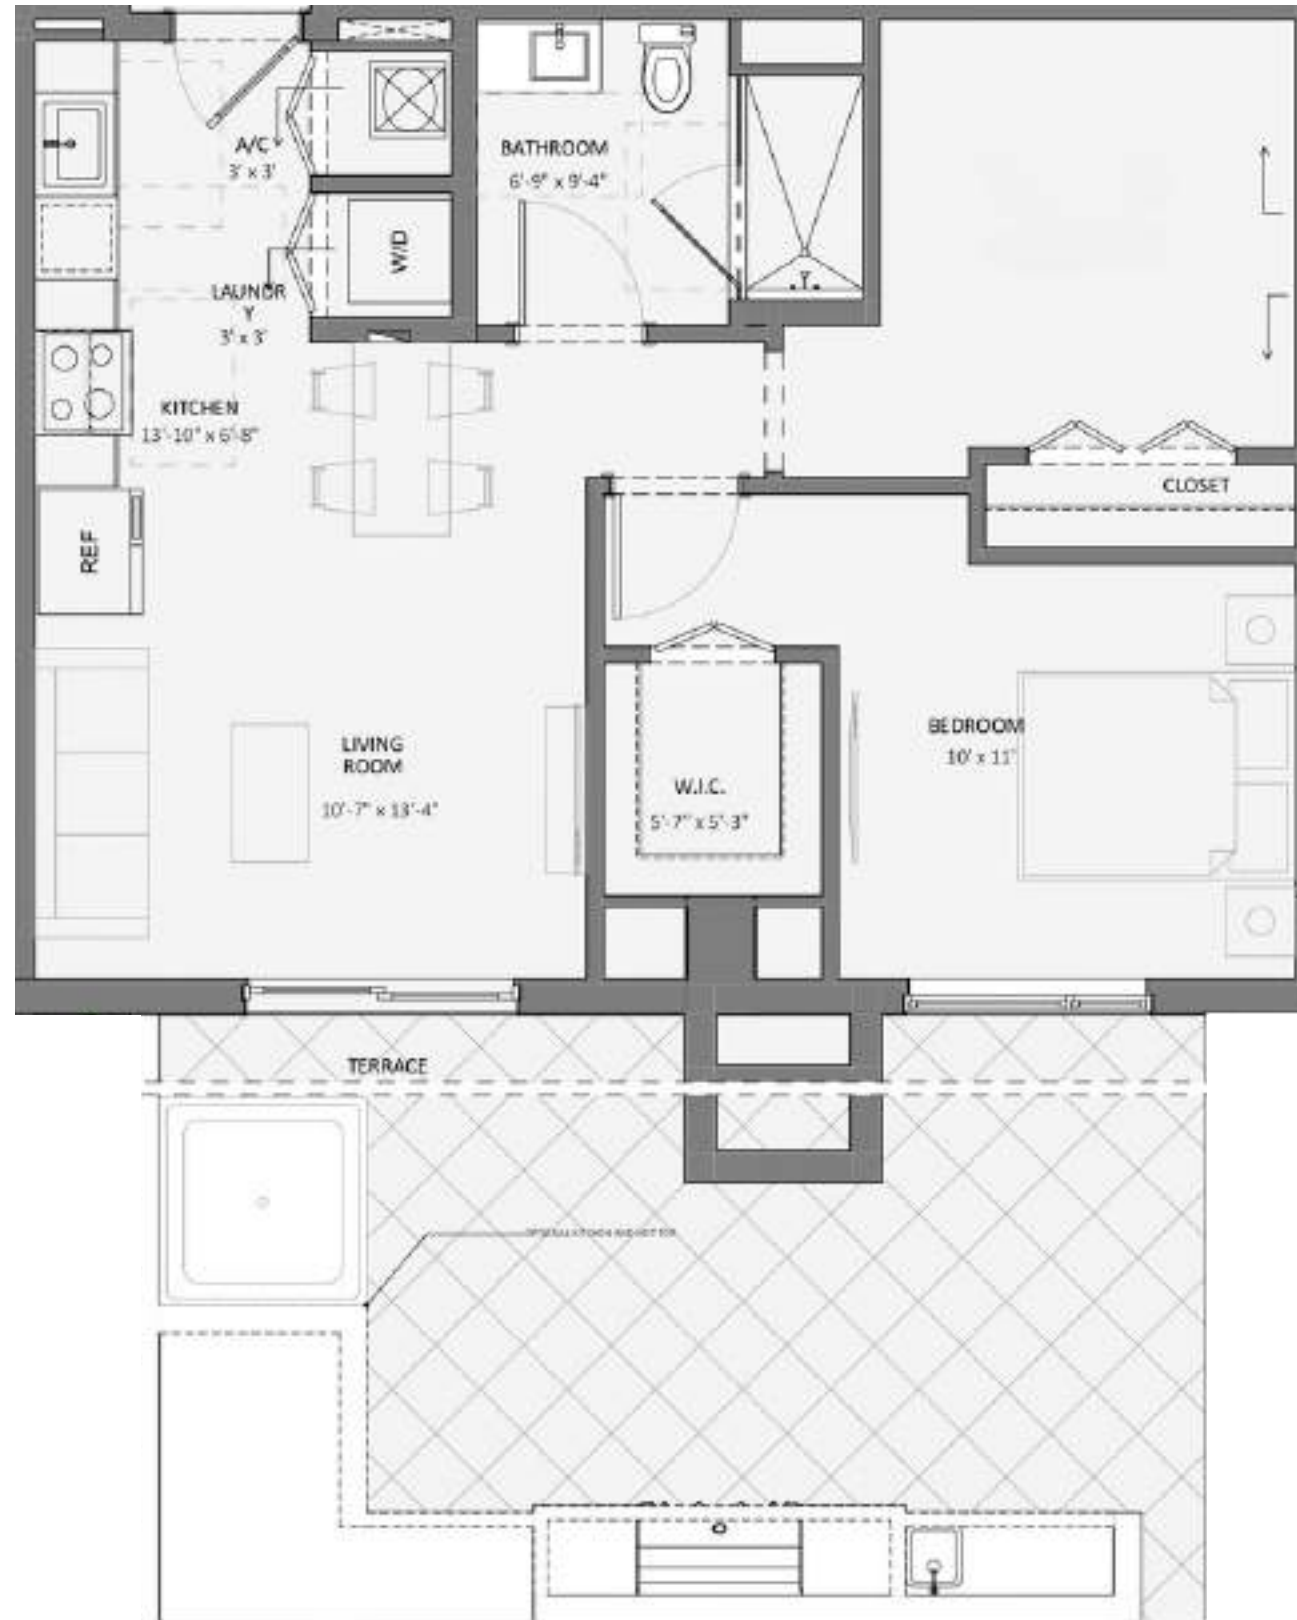 A/C
3' x 3'
BATHROOM
6'-9" x 9'-4"
W/D
LAUNDR
Y
3' x 3'
KITCHEN
13'-10" x 6'-8"
CLOSET
REF
LIVING
ROOM
10'-7" x 13'-4"
BEDROOM
10' x 11'
W.I.C.
5'-7" x 5'-3"
TERRACE